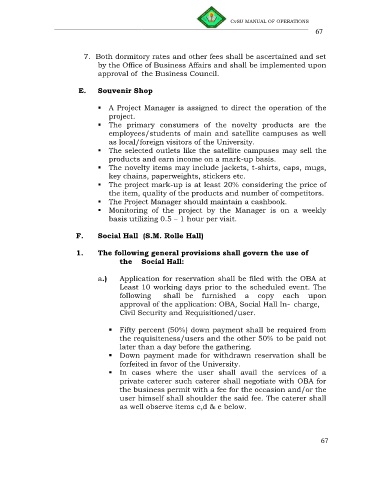 CvSU MANUAL OF OPERATIONS
67
7. Both dormitory rates and other fees shall be ascertained and set
by the Office of Business Affairs and shall be implemented upon
approval of the Business Council.
E. Souvenir Shop
▪ A Project Manager is assigned to direct the operation of the
project.
▪ The primary consumers of the novelty products are the
employees/students of main and satellite campuses as well
as local/foreign visitors of the University.
▪ The selected outlets like the satellite campuses may sell the
products and earn income on a mark-up basis.
▪ The novelty items may include jackets, t-shirts, caps, mugs,
key chains, paperweights, stickers etc.
▪ The project mark-up is at least 20% considering the price of
the item, quality of the products and number of competitors.
▪ The Project Manager should maintain a cashbook.
▪ Monitoring of the project by the Manager is on a weekly
basis utilizing 0.5 – 1 hour per visit.
F. Social Hall (S.M. Rolle Hall)
1. The following general provisions shall govern the use of
the Social Hall:
a.) Application for reservation shall be filed with the OBA at
Least 10 working days prior to the scheduled event. The
following shall be furnished a copy each upon
approval of the application: OBA, Social Hall In- charge,
Civil Security and Requisitioned/user.
▪ Fifty percent (50%) down payment shall be required from
the requisiteness/users and the other 50% to be paid not
later than a day before the gathering.
▪ Down payment made for withdrawn reservation shall be
forfeited in favor of the University.
▪ In cases where the user shall avail the services of a
private caterer such caterer shall negotiate with OBA for
the business permit with a fee for the occasion and/or the
user himself shall shoulder the said fee. The caterer shall
as well observe items c,d & e below.
67